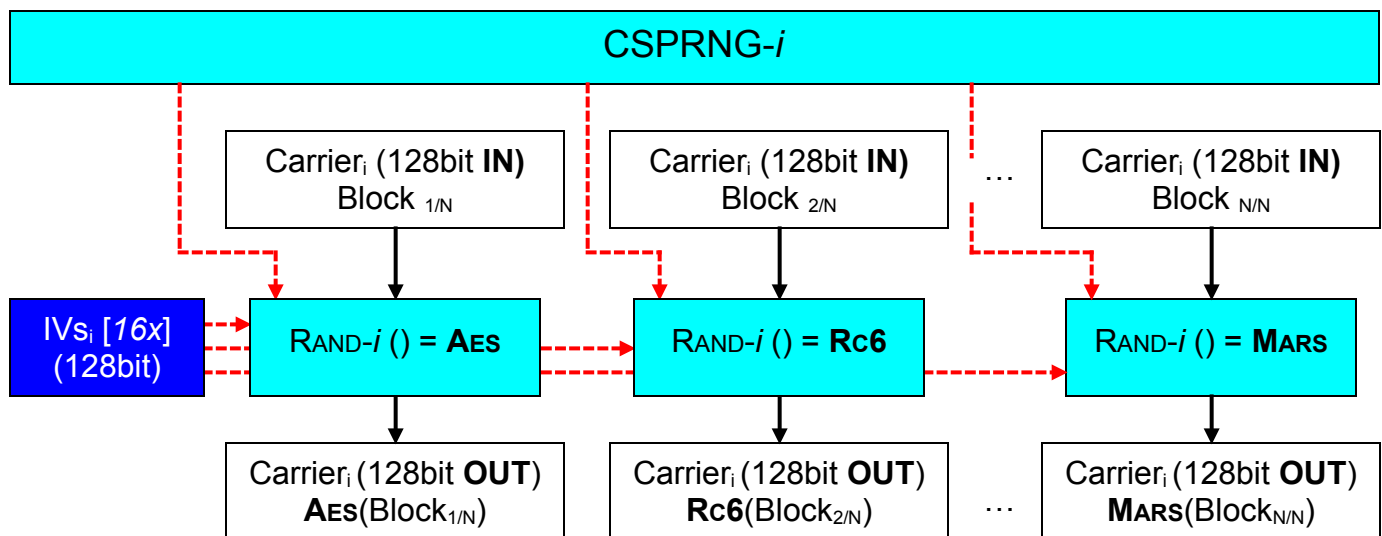 CSPRNG-i
Carrieri (128bit IN)
Block 1/N
Carrieri (128bit IN)
Block 2/N
...
Carrieri (128bit IN)
Block N/N
IVsi [16x]
(128bit)
RAND-i () = AES
RAND-i () = RC6
RAND-i () = MARS
Carrieri (128bit OUT)
AES(Block1/N)
Carrieri (128bit OUT)
RC6(Block2/N)
...
Carrieri (128bit OUT)
MARS(BlockN/N)